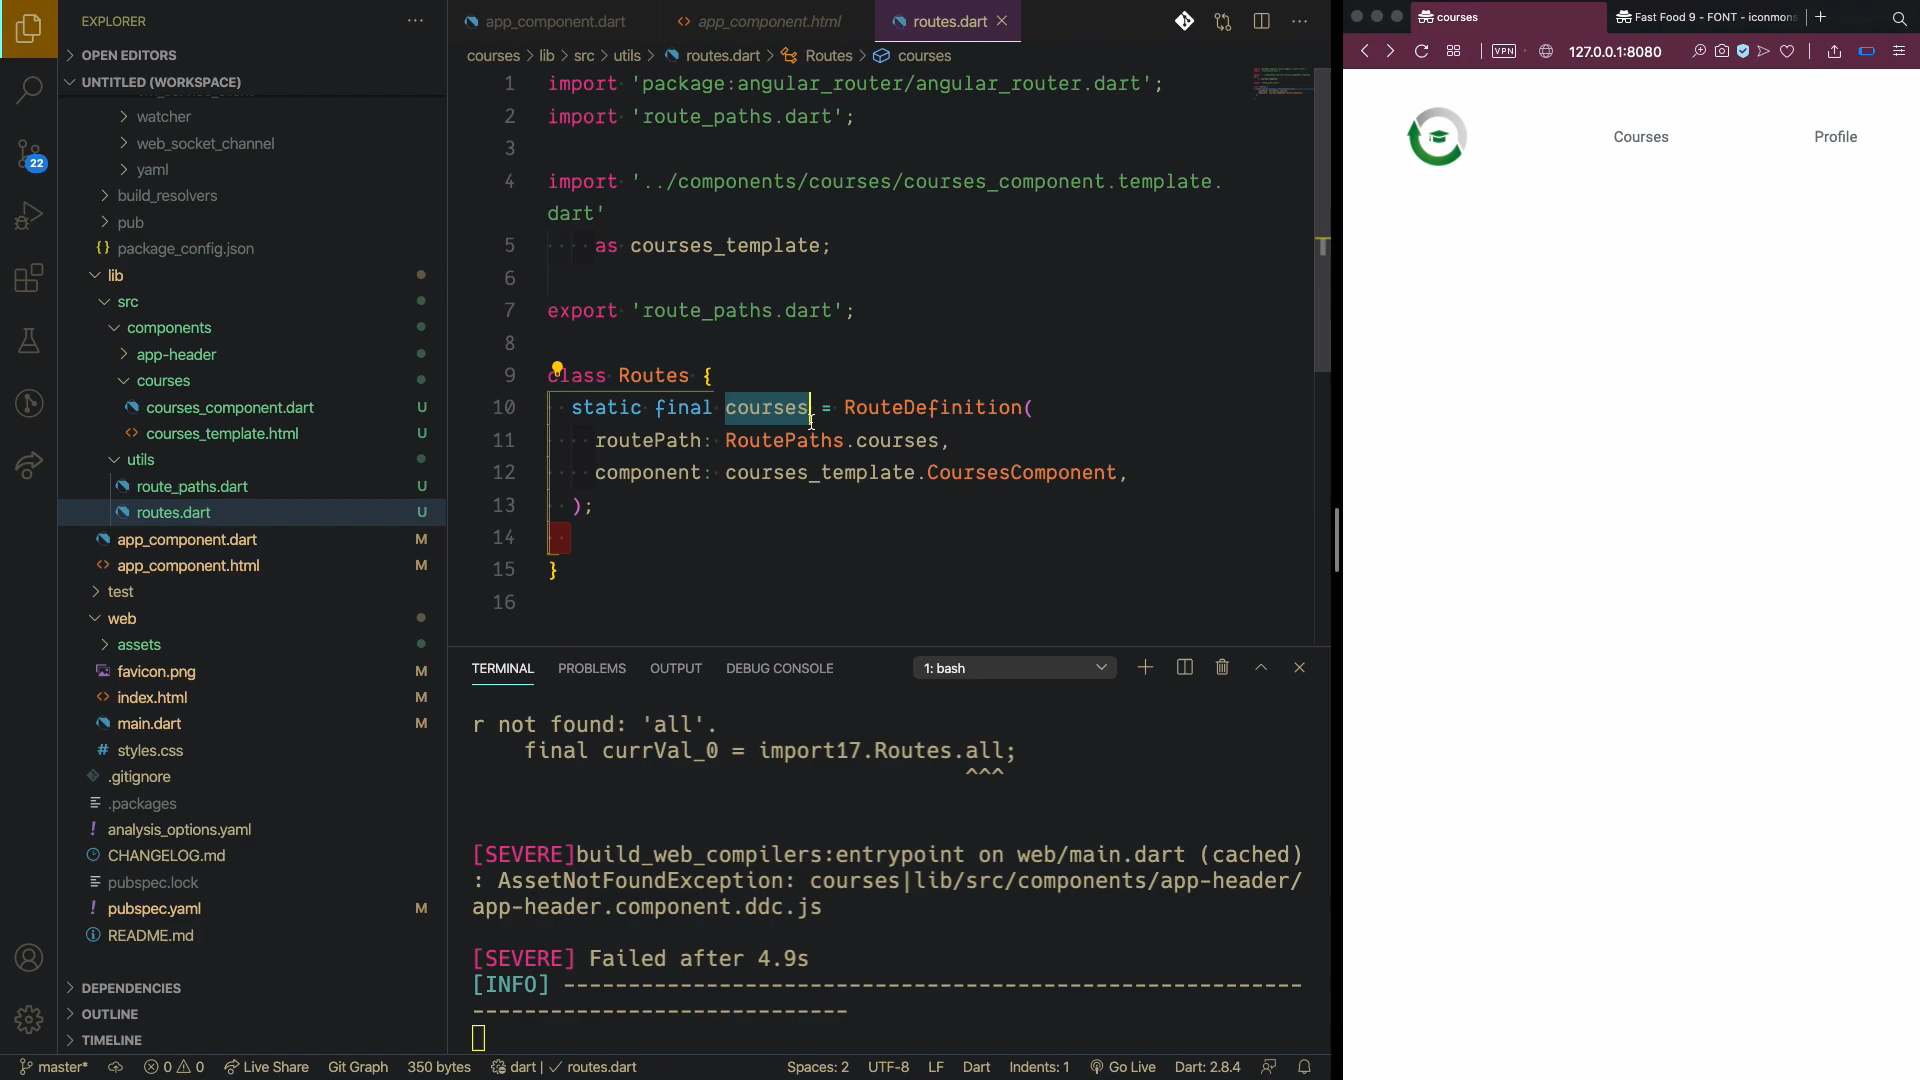 EXPLORER
OPEN EDITORS
UNTITLED (WORKSPACE)
watcher
web_socket_channel
yaml
build_resolvers
pub
{} package_config.json
lib
src
components
app-header
courses
courses_component.dart U
<> courses_template.html U
utils
route_paths.dart U
routes.dart U
app_component.dart M
<> app_component.html M
test
web
assets
favicon.png M
<> index.html M
main.dart M
# styles.css
.gitignore
.packages
! analysis_options.yaml
CHANGELOG.md
pubspec.lock
! pubspec.yaml M
README.md
DEPENDENCIES
OUTLINE
TIMELINE
22
app_component.dart
<> app_component.html
routes.dart
courses > lib > src > utils > routes.dart > Routes > courses
1 import 'package:angular_router/angular_router.dart';
2 import 'route_paths.dart';
3
4 import '../components/courses/courses_component.template.
dart'
5 as courses_template;
6
7 export 'route_paths.dart';
8
9 class Routes {
10 static final courses = RouteDefinition(
11 routePath: RoutePaths.courses,
12 component: courses_template.CoursesComponent,
13 );
14
15 }
16
TERMINAL PROBLEMS OUTPUT DEBUG CONSOLE 1: bash
r not found: 'all'.
final currVal_0 = import17.Routes.all;
^^^
[SEVERE]build_web_compilers:entrypoint on web/main.dart (cached)
: AssetNotFoundException: courses|lib/src/components/app-header/
app-header.component.ddc.js
[SEVERE] Failed after 4.9s
[INFO] ---------------------------------------------------------
-----------------------------
master* 0 0 Live Share Git Graph 350 bytes dart | ✓ routes.dart Spaces: 2 UTF-8 LF Dart Indents: 1 Go Live Dart: 2.8.4
courses
Fast Food 9 - FONT - iconmons
VPN
127.0.0.1:8080
Courses
Profile